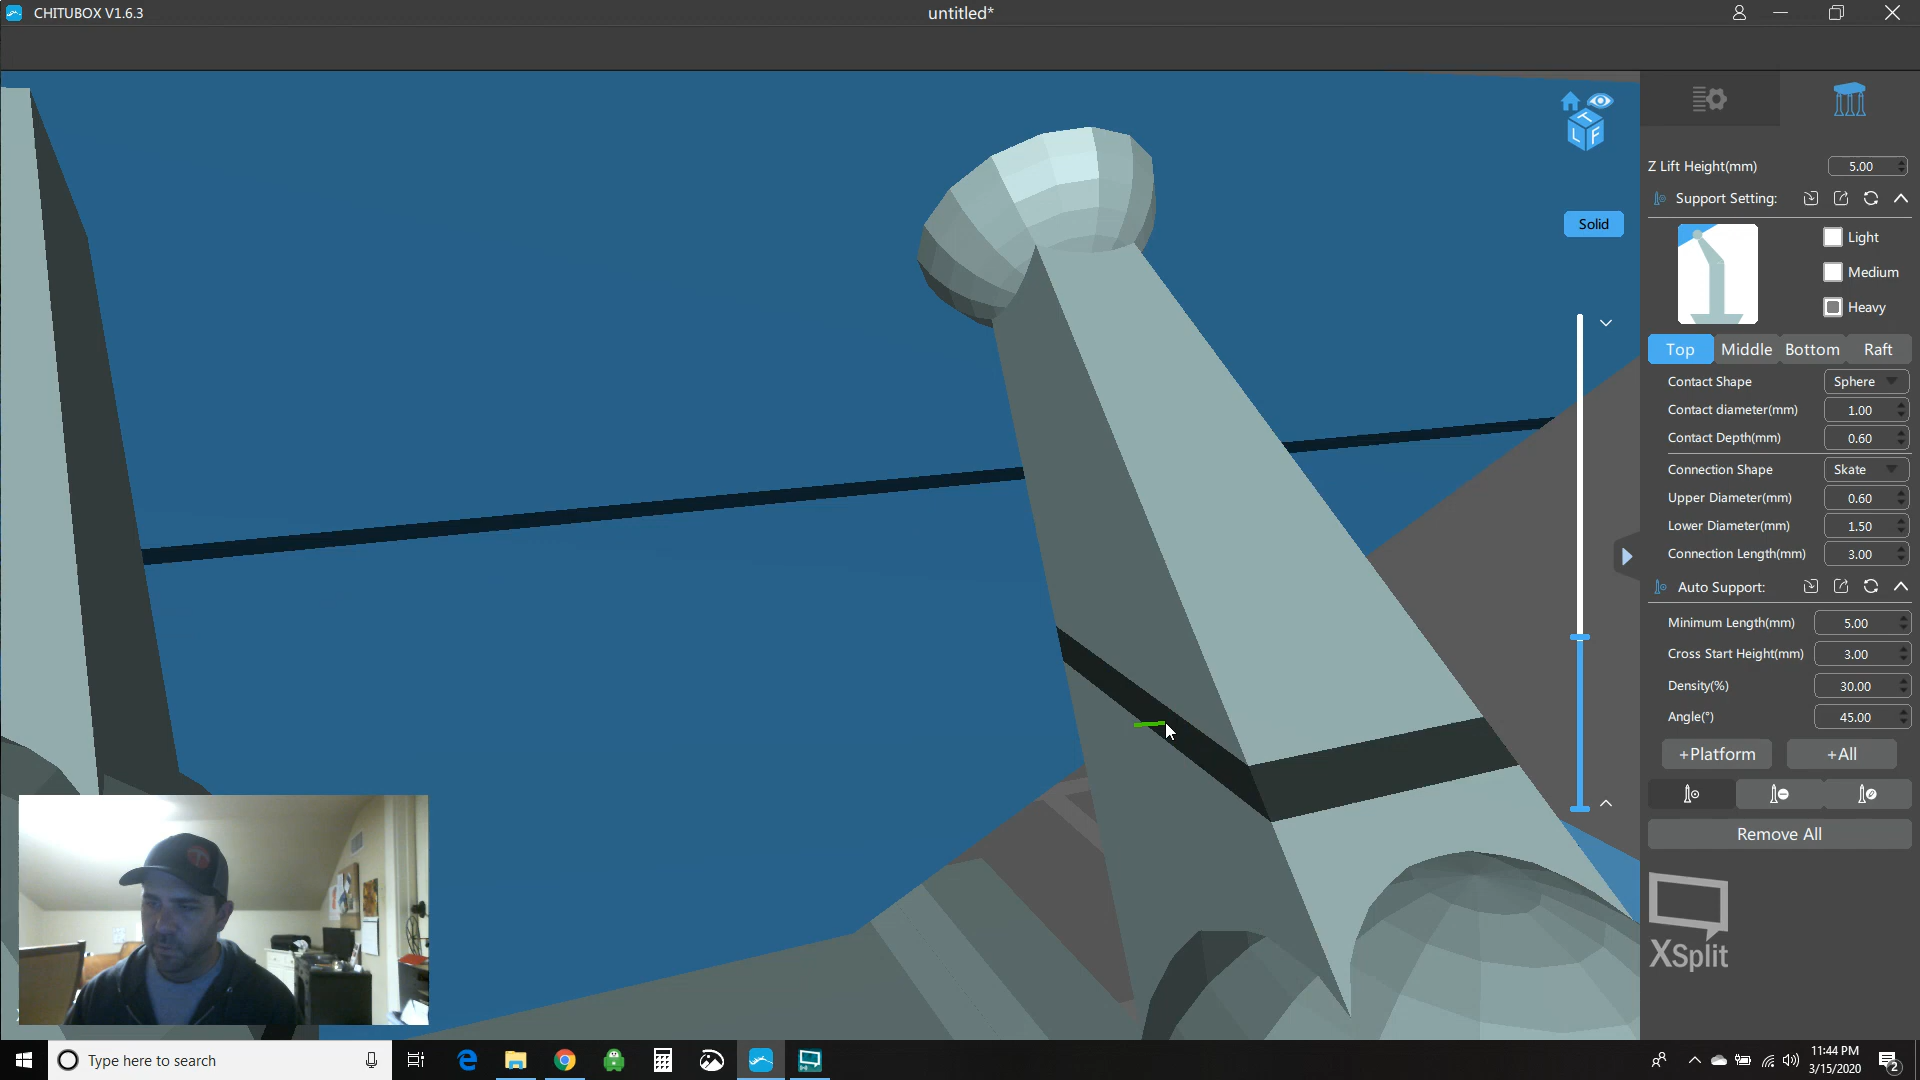 CHITUBOX V1.6.3
untitled*
Z Lift Height(mm)
5.00
Support Setting:
Solid
Light
Medium
Heavy
Top
Middle
Bottom
Raft
Contact Shape
Sphere
Contact diameter(mm)
1.00
Contact Depth(mm)
0.60
Connection Shape
Skate
Upper Diameter(mm)
0.60
Lower Diameter(mm)
1.50
Connection Length(mm)
3.00
Auto Support:
Minimum Length(mm)
5.00
Cross Start Height(mm)
3.00
Density(%)
30.00
Angle(°)
45.00
+Platform
+All
Remove All
XSplit
T
L F
Type here to search
11:44 PM
3/15/2020
2